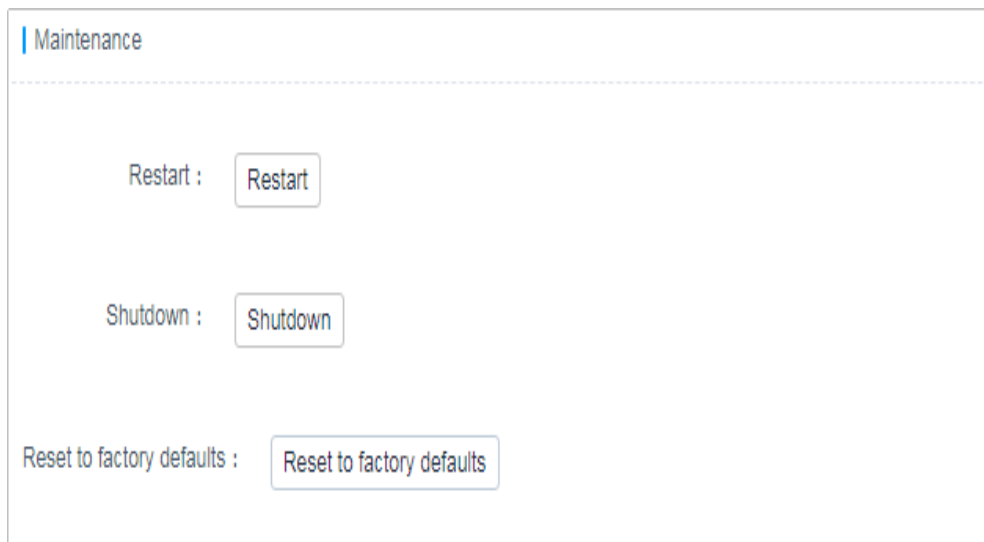 Maintenance
Restart : Restart
Shutdown : Shutdown
Reset to factory defaults : Reset to factory defaults